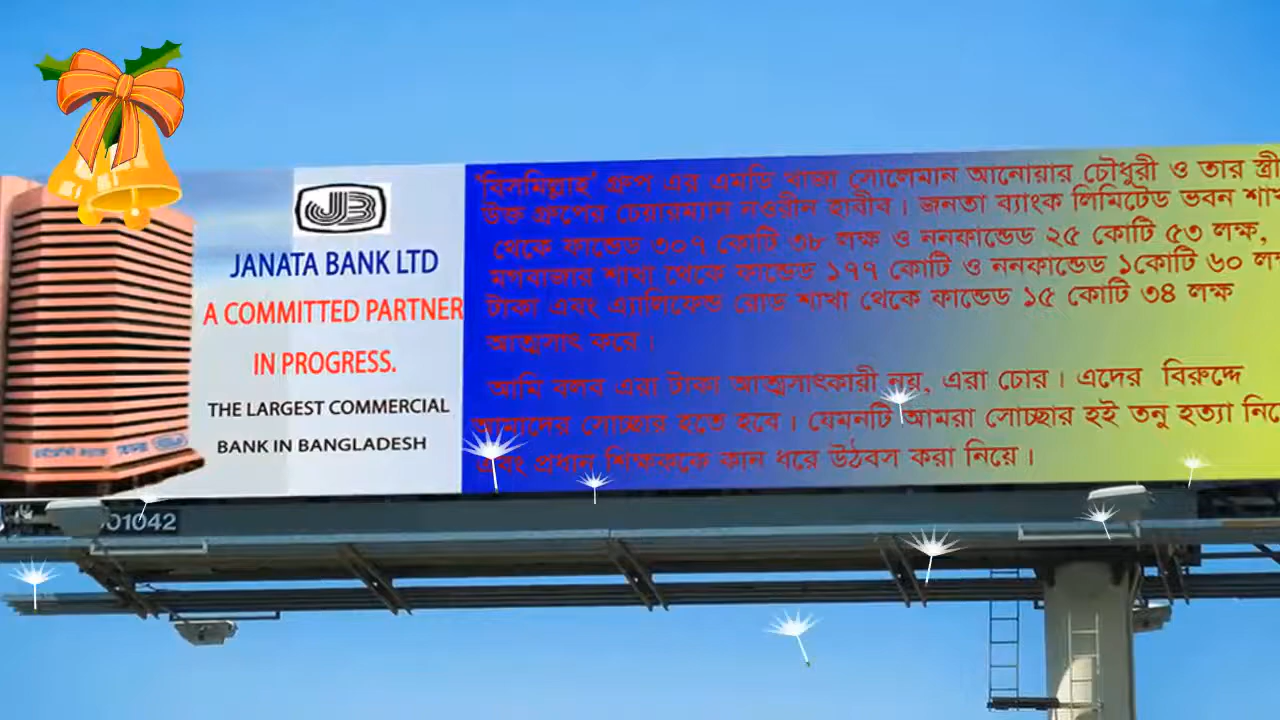 JB
JANATA BANK LTD
A COMMITTED PARTNER
IN PROGRESS.
THE LARGEST COMMERCIAL
BANK IN BANGLADESH
'বিসমিল্লাহ' গ্রুপ এর এমডি খাজা সোলেমান আনোয়ার চৌধুরী ও তার স্ত্রী
উক্ত গ্রুপের চেয়ারম্যান নওরীন হাবীব। জনতা ব্যাংক লিমিটেড ভবন
থেকে ফান্ডেড ৩০৭ কোটি ৩৮ লক্ষ ও ননফান্ডেড ২৫ কোটি ৫৩ লক্ষ,
মগবাজার শাখা থেকে ফান্ডেড ১৭৭ কোটি ও ননফান্ডেড ১কোটি ৬০
টাকা এবং এ্যালিফেন্ড রোড শাখা থেকে ফান্ডেড ১৫ কোটি ৩৪ লক্ষ
আত্মসাৎ করে।
আমি বলব এরা টাকা আত্মসাৎকারী নয়, এরা চোর। এদের বিরুদ্দে
আমাদের সোচ্ছার হতে হবে। যেমনটি আমরা সোচ্ছার হই তনু হত্যা
এবং প্রধান শিক্ষককে কান ধরে উঠবস করা নিয়ে।
01042